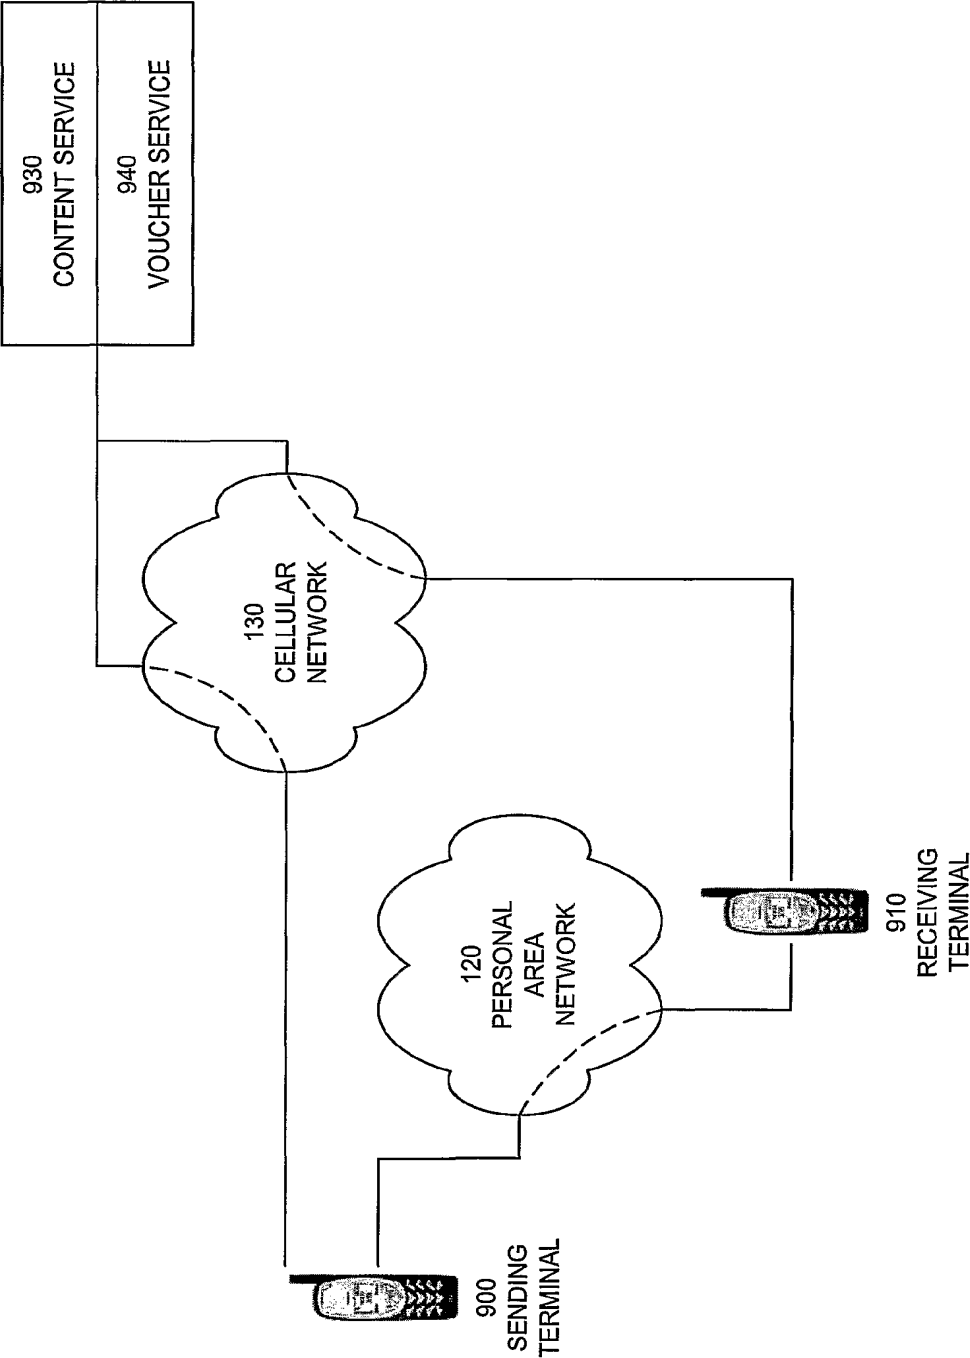 930
CONTENT SERVICE
940
VOUCHER SERVICE
130
CELLULAR
NETWORK
120
PERSONAL
AREA
NETWORK
910
RECEIVING
TERMINAL
900
SENDING
TERMINAL